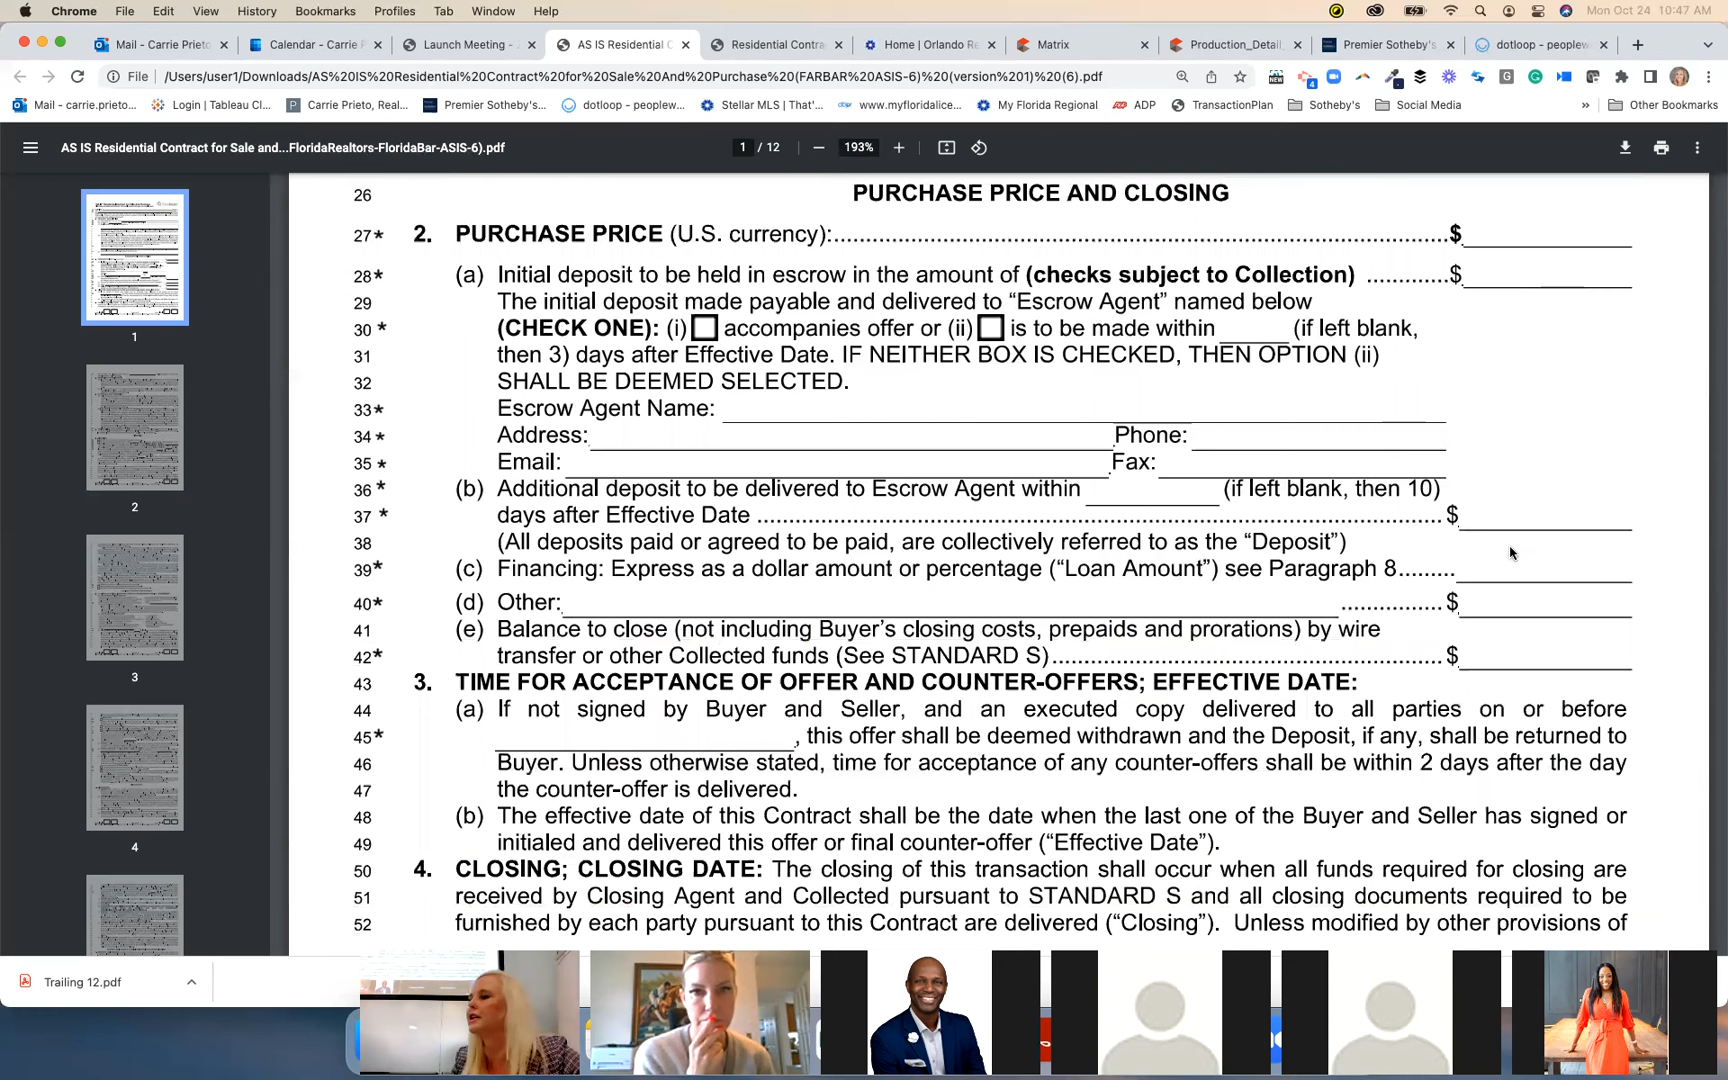 Chrome File Edit View History Bookmarks Profiles Tab Window Help Mon Oct 24 10:47 AM
Mail - Carrie Prieto Calendar - Carrie P Launch Meeting - AS IS Residential C Residential Contra Home | Orlando Re Matrix Production_Detail_ Premier Sotheby's dotloop - peoplew
File /Users/user1/Downloads/AS%20IS%20Residential%20Contract%20for%20Sale%20And%20Purchase%20(FARBAR%20ASIS-6)%20(version%201)%20(6).pdf
Mail - carrie.prieto... Login | Tableau Cl... Carrie Prieto, Real... Premier Sotheby's... dotloop - peoplew... Stellar MLS | That'... www.myfloridalice... My Florida Regional ADP TransactionPlan Sotheby's Social Media » Other Bookmarks
AS IS Residential Contract for Sale and...FloridaRealtors-FloridaBar-ASIS-6).pdf 1 / 12 193%
26 PURCHASE PRICE AND CLOSING
27* 2. PURCHASE PRICE (U.S. currency):................$
28* (a) Initial deposit to be held in escrow in the amount of (checks subject to Collection) ..........$
29 The initial deposit made payable and delivered to “Escrow Agent” named below
30 * (CHECK ONE): (i) accompanies offer or (ii) is to be made within______ (if left blank,
31 then 3) days after Effective Date. IF NEITHER BOX IS CHECKED, THEN OPTION (ii)
32 SHALL BE DEEMED SELECTED.
33* Escrow Agent Name:
34 * Address: Phone:
35 * Email: Fax:
36 * (b) Additional deposit to be delivered to Escrow Agent within (if left blank, then 10)
37 * days after Effective Date ................$
38 (All deposits paid or agreed to be paid, are collectively referred to as the “Deposit”)
39* (c) Financing: Express as a dollar amount or percentage (“Loan Amount”) see Paragraph 8.......
40* (d) Other: ............$
41 (e) Balance to close (not including Buyer’s closing costs, prepaids and prorations) by wire
42* transfer or other Collected funds (See STANDARD S)................$
43 3. TIME FOR ACCEPTANCE OF OFFER AND COUNTER-OFFERS; EFFECTIVE DATE:
44 (a) If not signed by Buyer and Seller, and an executed copy delivered to all parties on or before
45* , this offer shall be deemed withdrawn and the Deposit, if any, shall be returned to
46 Buyer. Unless otherwise stated, time for acceptance of any counter-offers shall be within 2 days after the day
47 the counter-offer is delivered.
48 (b) The effective date of this Contract shall be the date when the last one of the Buyer and Seller has signed or
49 initialed and delivered this offer or final counter-offer (“Effective Date”).
50 4. CLOSING; CLOSING DATE: The closing of this transaction shall occur when all funds required for closing are
51 received by Closing Agent and Collected pursuant to STANDARD S and all closing documents required to be
52 furnished by each party pursuant to this Contract are delivered (“Closing”). Unless modified by other provisions of
1
2
3
4
Trailing 12.pdf